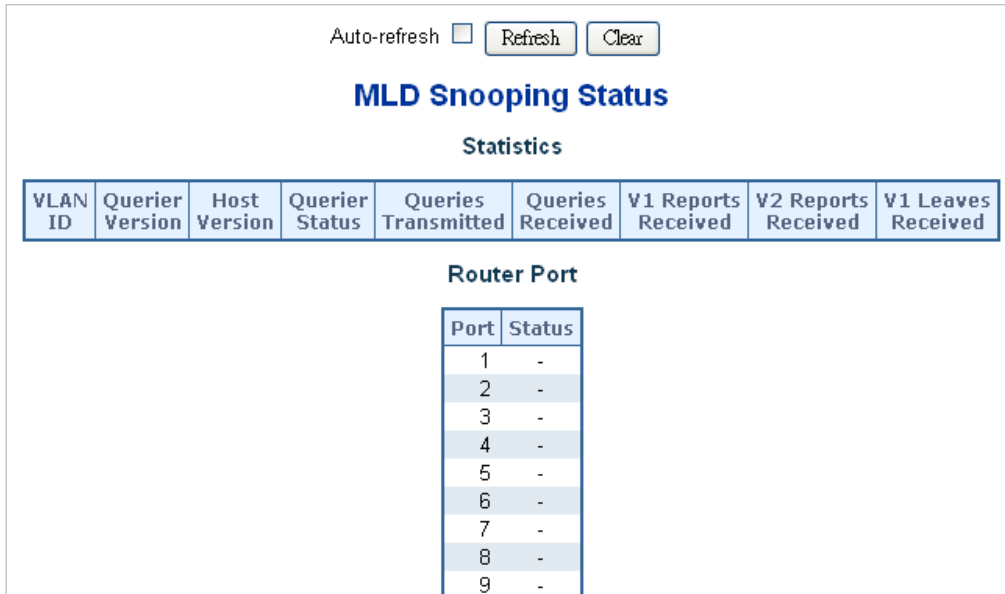 Auto-refresh Refresh Clear
MLD Snooping Status
Statistics
VLAN ID Querier Version Host Version Querier Status Queries Transmitted Queries Received V1 Reports Received V2 Reports Received V1 Leaves Received
Router Port
Port Status
1 -
2 -
3 -
4 -
5 -
6 -
7 -
8 -
9 -